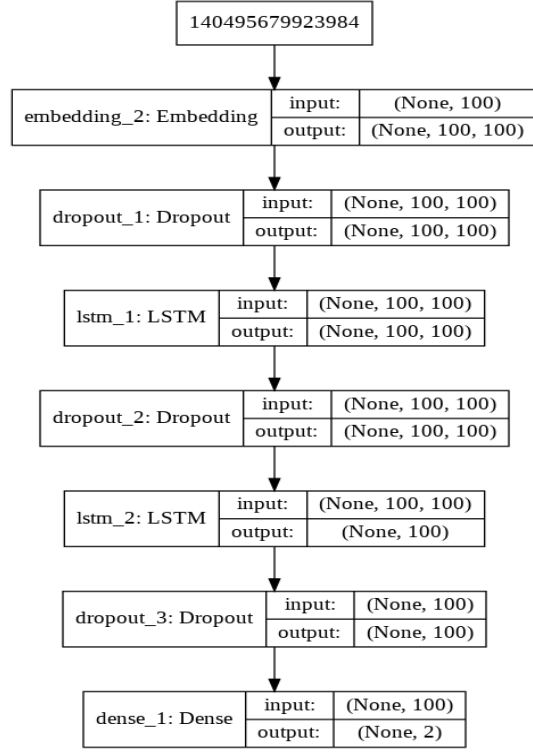 140495679923984
embedding_2: Embedding
input: (None, 100)
output: (None, 100, 100)
dropout_1: Dropout
input: (None, 100, 100)
output: (None, 100, 100)
lstm_1: LSTM
input: (None, 100, 100)
output: (None, 100, 100)
dropout_2: Dropout
input: (None, 100, 100)
output: (None, 100, 100)
lstm_2: LSTM
input: (None, 100, 100)
output: (None, 100)
dropout_3: Dropout
input: (None, 100)
output: (None, 100)
dense_1: Dense
input: (None, 100)
output: (None, 2)